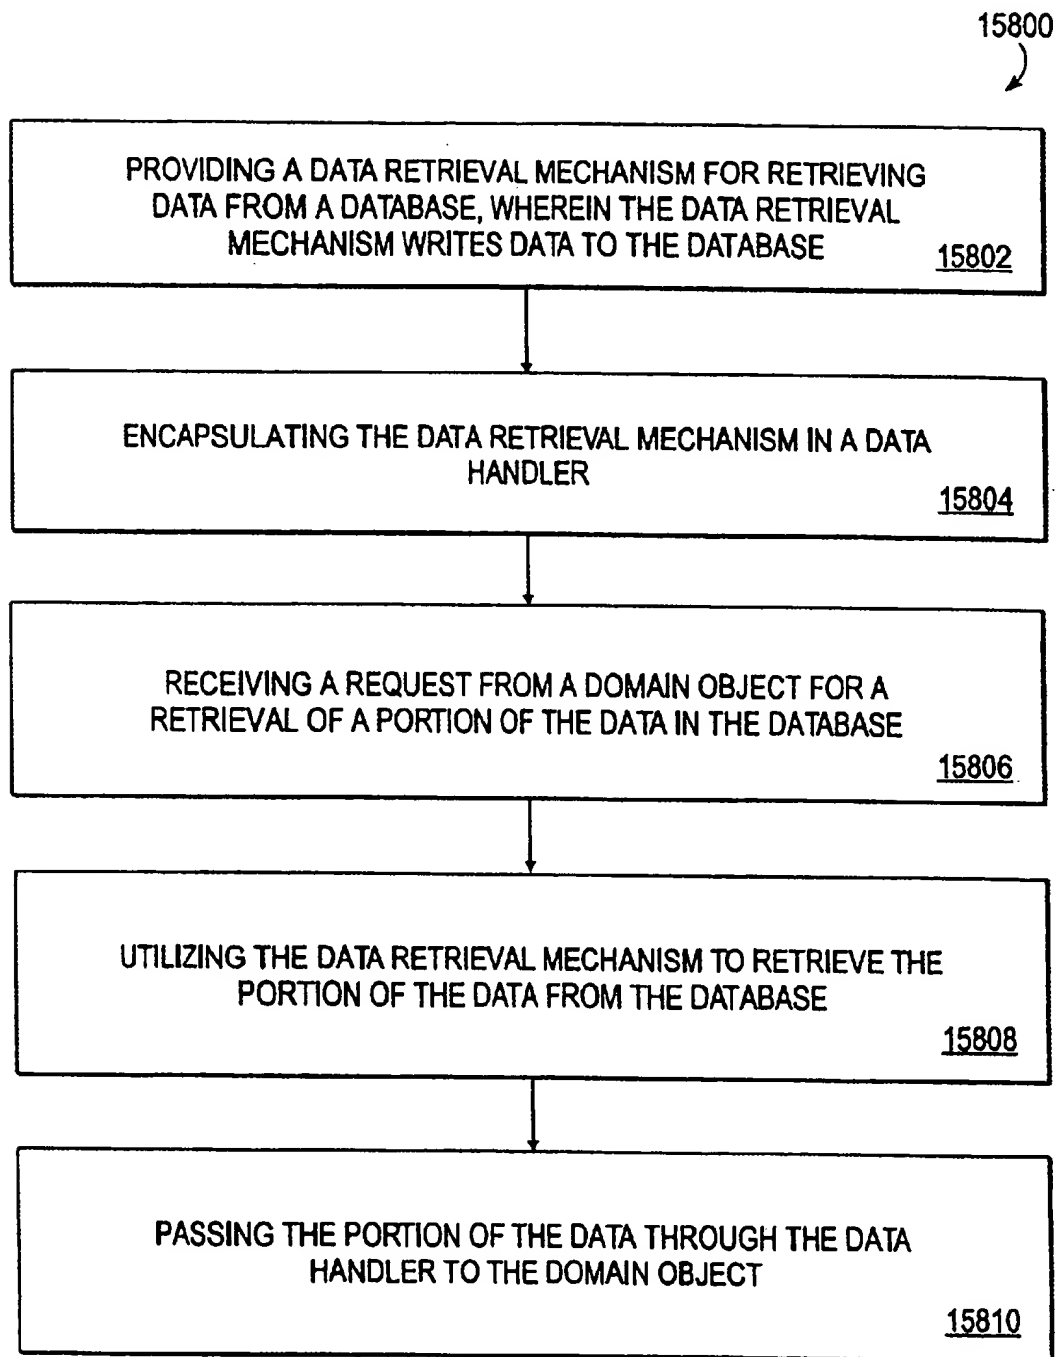 15800
PROVIDING A DATA RETRIEVAL MECHANISM FOR RETRIEVING
DATA FROM A DATABASE, WHEREIN THE DATA RETRIEVAL
MECHANISM WRITES DATA TO THE DATABASE
15802
ENCAPSULATING THE DATA RETRIEVAL MECHANISM IN A DATA
HANDLER
15804
RECEIVING A REQUEST FROM A DOMAIN OBJECT FOR A
RETRIEVAL OF A PORTION OF THE DATA IN THE DATABASE
15806
UTILIZING THE DATA RETRIEVAL MECHANISM TO RETRIEVE THE
PORTION OF THE DATA FROM THE DATABASE
15808
PASSING THE PORTION OF THE DATA THROUGH THE DATA
HANDLER TO THE DOMAIN OBJECT
15810